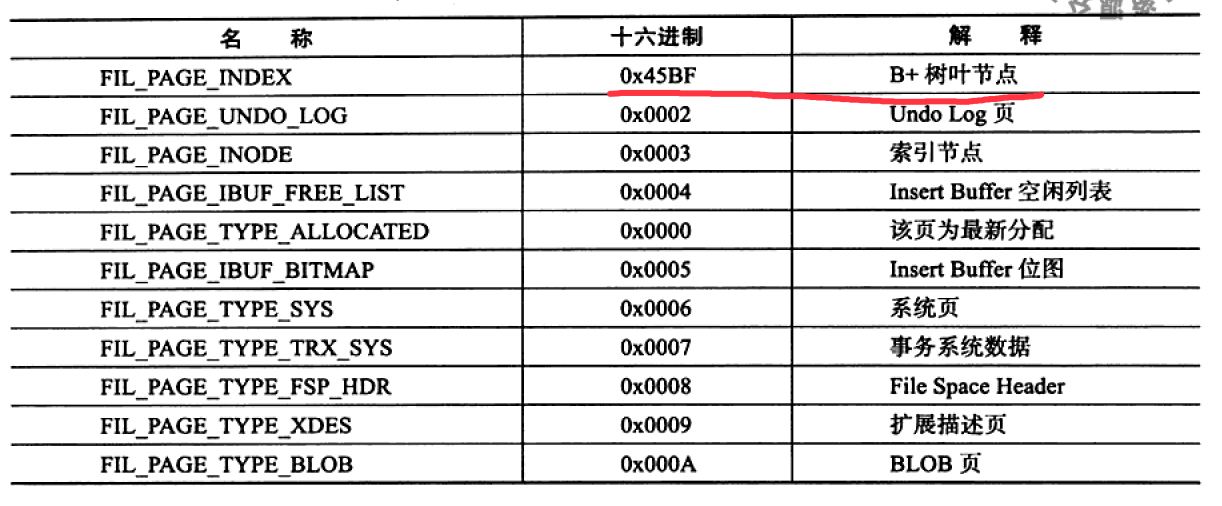 名 称 十六进制 解 释
FIL_PAGE_INDEX 0x45BF B+ 树叶节点
FIL_PAGE_UNDO_LOG 0x0002 Undo Log 页
FIL_PAGE_INODE 0x0003 索引节点
FIL_PAGE_IBUF_FREE_LIST 0x0004 Insert Buffer 空闲列表
FIL_PAGE_TYPE_ALLOCATED 0x0000 该页为最新分配
FIL_PAGE_IBUF_BITMAP 0x0005 Insert Buffer 位图
FIL_PAGE_TYPE_SYS 0x0006 系统页
FIL_PAGE_TYPE_TRX_SYS 0x0007 事务系统数据
FIL_PAGE_TYPE_FSP_HDR 0x0008 File Space Header
FIL_PAGE_TYPE_XDES 0x0009 扩展描述页
FIL_PAGE_TYPE_BLOB 0x000A BLOB 页